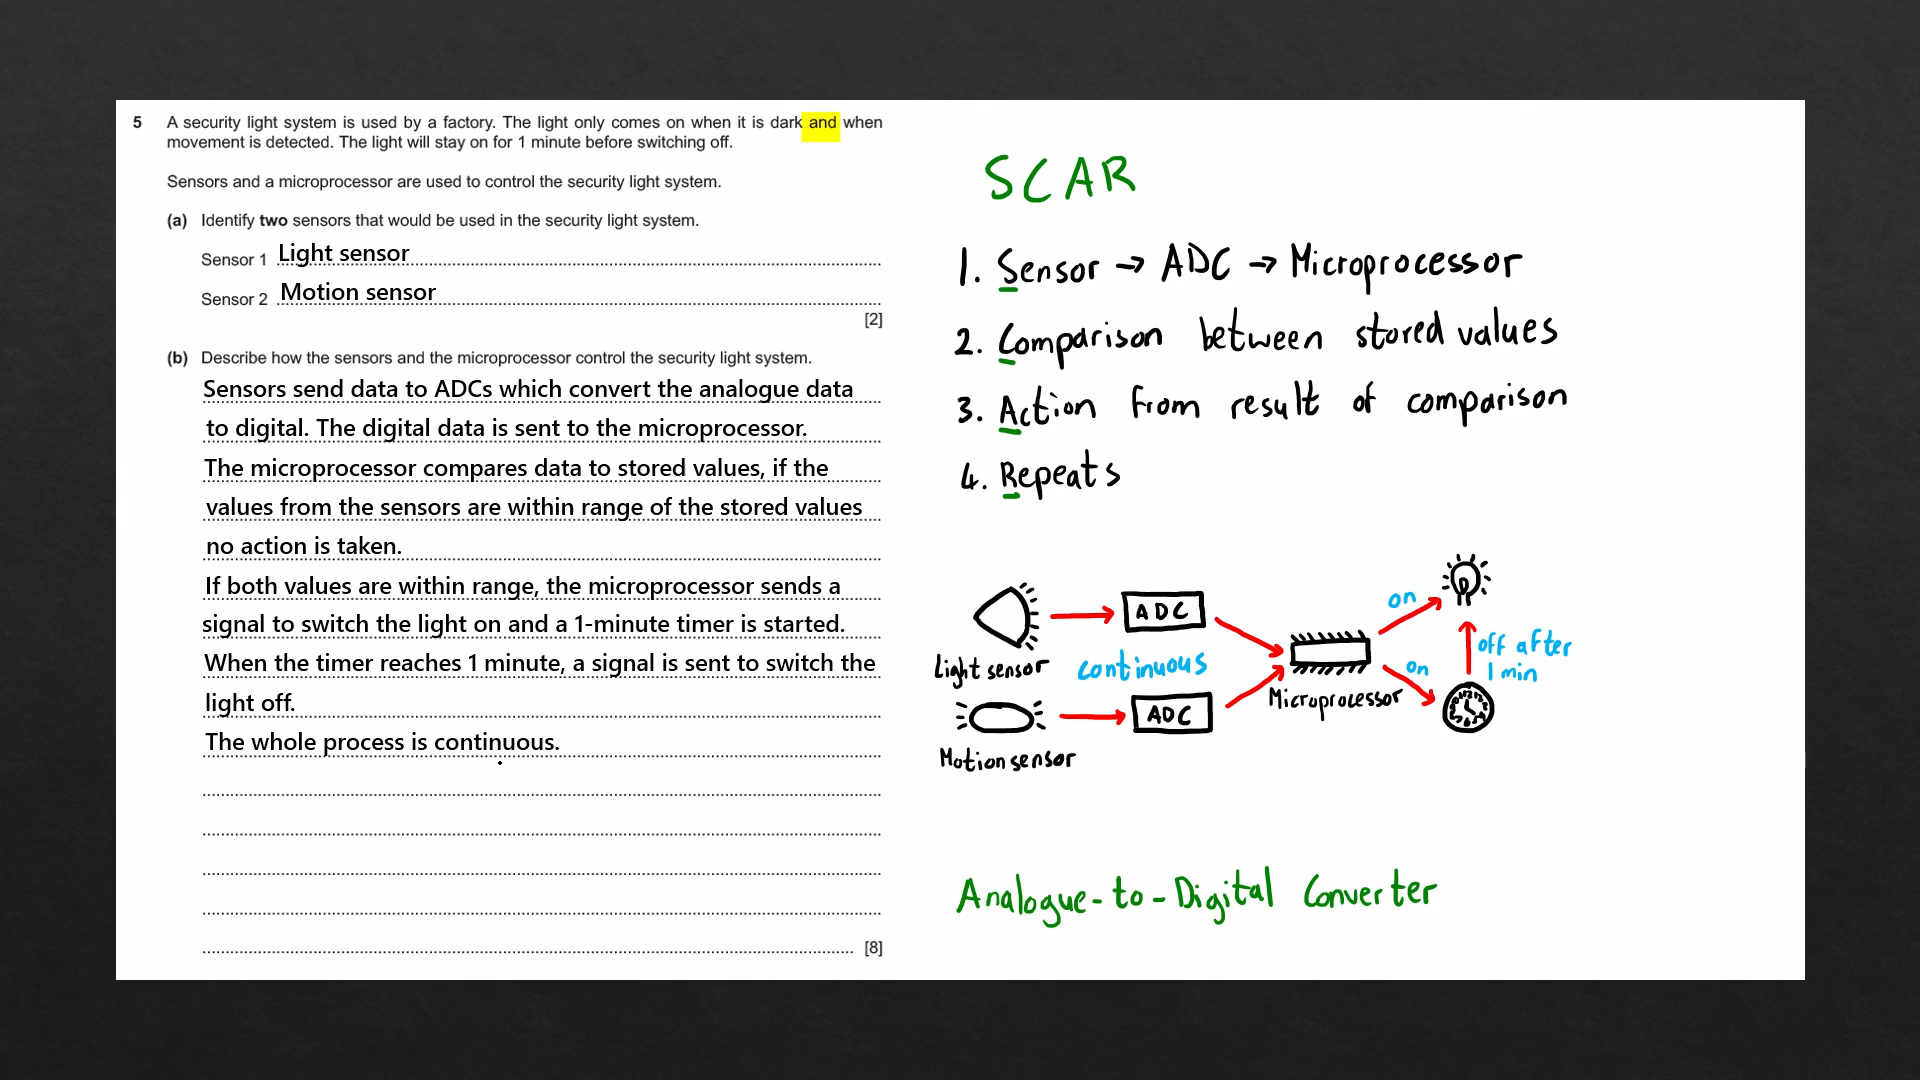 5 A security light system is used by a factory. The light only comes on when it is dark and when
movement is detected. The light will stay on for 1 minute before switching off.
Sensors and a microprocessor are used to control the security light system.
(a) Identify two sensors that would be used in the security light system.
Sensor 1 Light sensor
Sensor 2 Motion sensor
[2]
(b) Describe how the sensors and the microprocessor control the security light system.
Sensors send data to ADCs which convert the analogue data
to digital. The digital data is sent to the microprocessor.
The microprocessor compares data to stored values, if the
values from the sensors are within range of the stored values
no action is taken.
If both values are within range, the microprocessor sends a
signal to switch the light on and a 1-minute timer is started.
When the timer reaches 1 minute, a signal is sent to switch the
light off.
The whole process is continuous.
[8]
SCAR
1. Sensor → ADC → Microprocessor
2. Comparison between stored values
3. Action from result of comparison
4. Repeats
ADC
on
Light sensor
continuous
off after
1 min
on
ADC
Microprocessor
Motion sensor
Analogue-to-Digital Converter